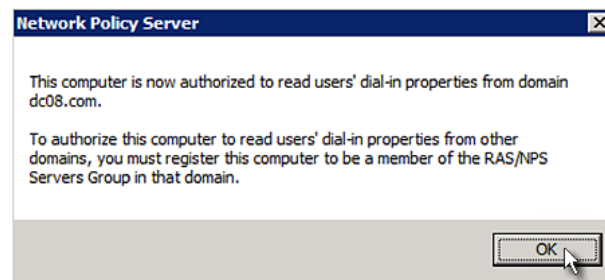 Network Policy Server
This computer is now authorized to read users' dial-in properties from domain
dc08.com.
To authorize this computer to read users' dial-in properties from other
domains, you must register this computer to be a member of the RAS/NPS
Servers Group in that domain.
OK